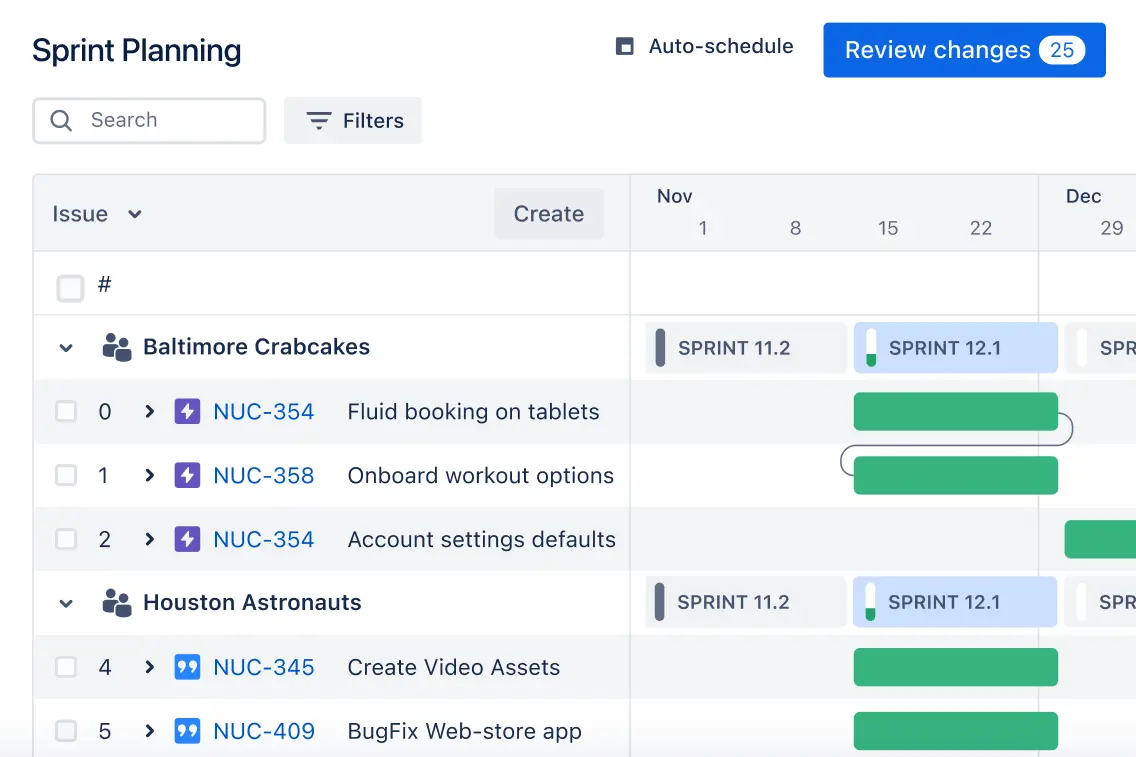 Sprint Planning
Auto-schedule
Review changes 25
Search
Filters
Issue
Create
Nov
Dec
1 8 15 22 29
#
Baltimore Crabcakes
SPRINT 11.2
SPRINT 12.1
SPR
0 NUC-354 Fluid booking on tablets
1 NUC-358 Onboard workout options
2 NUC-354 Account settings defaults
Houston Astronauts
SPRINT 11.2
SPRINT 12.1
SPR
4 NUC-345 Create Video Assets
5 NUC-409 BugFix Web-store app